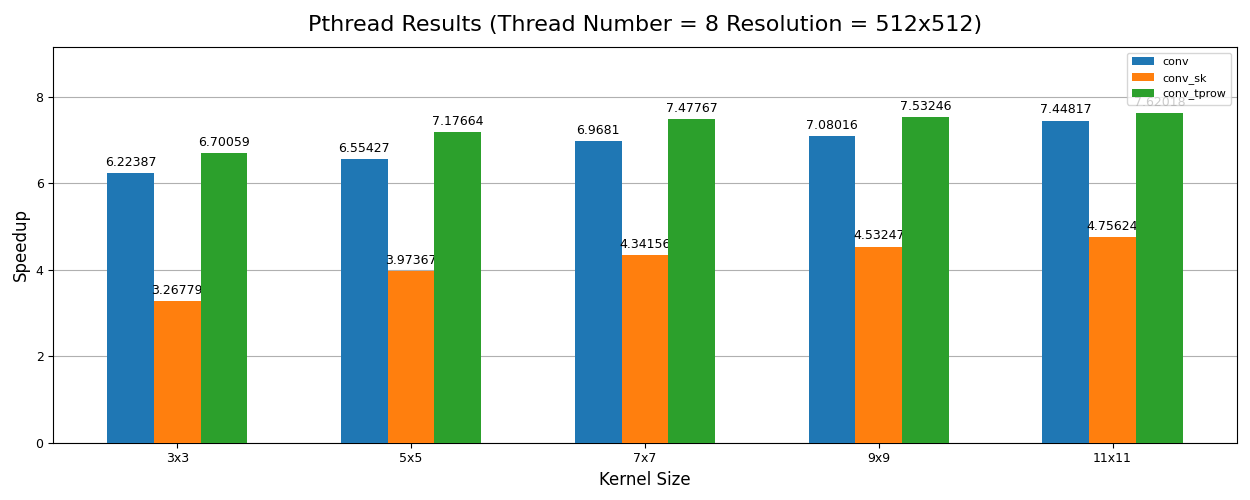 Pthread Results (Thread Number = 8 Resolution = 512x512)
conv
conv_sk
conv_tprow
Speedup
8
6
4
2
0
6.22387
3.26779
6.70059
6.55427
3.97367
7.17664
6.9681
4.34156
7.47767
7.08016
4.53247
7.53246
7.44817
4.75624
7.62018
3x3
5x5
7x7
9x9
11x11
Kernel Size